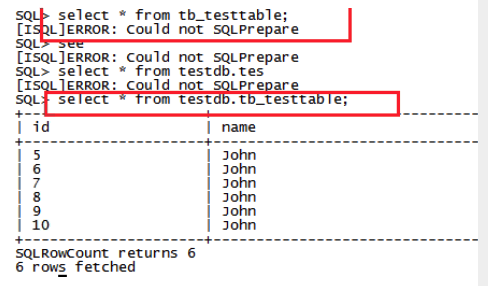 SQL> select * from tb_testtable;
[ISQL]ERROR: Could not SQLPrepare
SQL> see
[ISQL]ERROR: Could not SQLPrepare
SQL> select * from testdb.tes
[ISQL]ERROR: Could not SQLPrepare
SQL> select * from testdb.tb_testtable;
+---------------------+------------------------------
| id | name
+---------------------+------------------------------
| 5 | John
| 6 | John
| 7 | John
| 8 | John
| 9 | John
| 10 | John
+---------------------+------------------------------
SQLRowCount returns 6
6 rows fetched